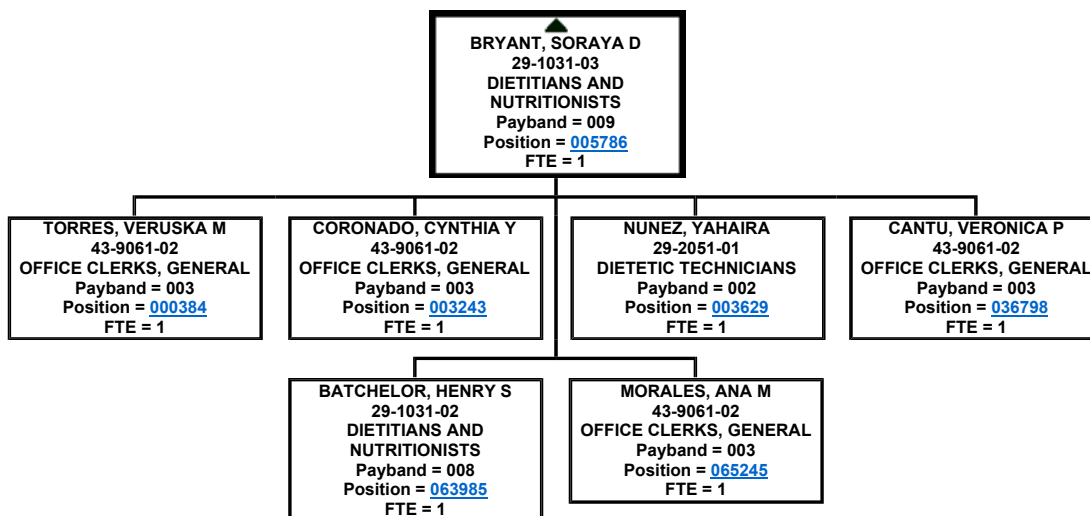 BRYANT, SORAYA D
29-1031-03
DIETITIANS AND
NUTRITIONISTS
Payband = 009
Position = 005786
FTE = 1
TORRES, VERUSKA M
43-9061-02
OFFICE CLERKS, GENERAL
Payband = 003
Position = 000384
FTE = 1
CORONADO, CYNTHIA Y
43-9061-02
OFFICE CLERKS, GENERAL
Payband = 003
Position = 003243
FTE = 1
NUNEZ, YAHAIRA
29-2051-01
DIETETIC TECHNICIANS
Payband = 002
Position = 003629
FTE = 1
CANTU, VERONICA P
43-9061-02
OFFICE CLERKS, GENERAL
Payband = 003
Position = 036798
FTE = 1
BATCHELOR, HENRY S
29-1031-02
DIETITIANS AND
NUTRITIONISTS
Payband = 008
Position = 063985
FTE = 1
MORALES, ANA M
43-9061-02
OFFICE CLERKS, GENERAL
Payband = 003
Position = 065245
FTE = 1